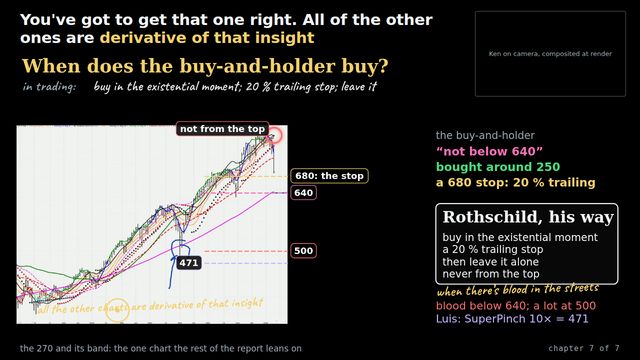 You've got to get that one right. All of the other
ones are derivative of that insight
When does the buy-and-holder buy?
in trading: buy in the existential moment; 20 % trailing stop; leave it
Ken on camera, composited at render
not from the top
680: the stop
640
500
471
all the other charts are derivative of that insight
the buy-and-holder
“not below 640”
bought around 250
a 680 stop: 20 % trailing
Rothschild, his way
buy in the existential moment
a 20 % trailing stop
then leave it alone
never from the top
when there's blood in the streets
blood below 640; a lot at 500
Luis: SuperPinch 10× = 471
the 270 and its band: the one chart the rest of the report leans on
chapter 7 of 7